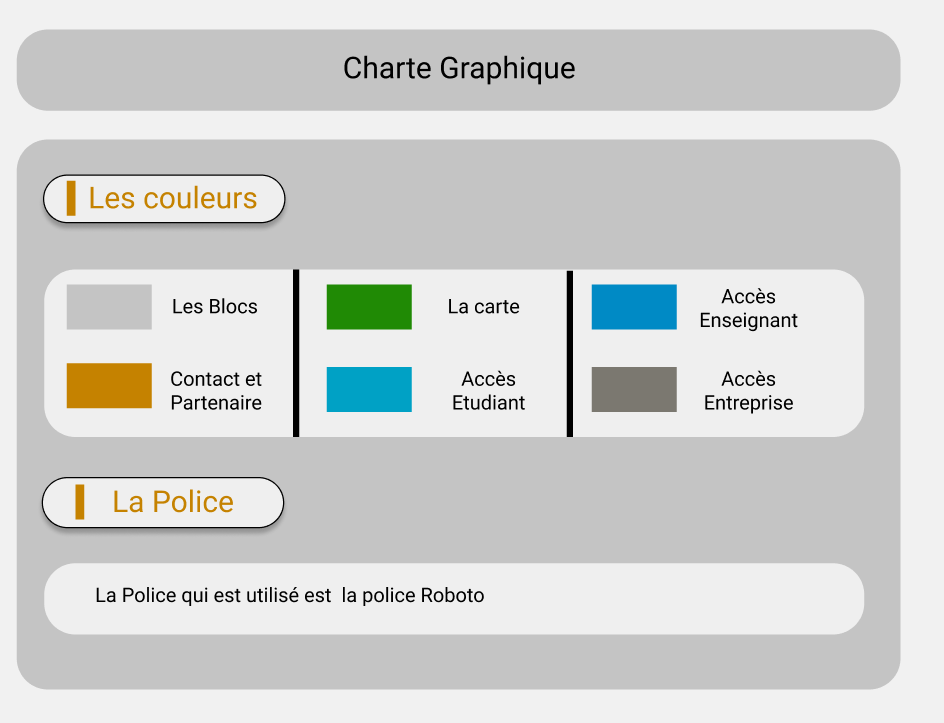 Charte Graphique
Les couleurs
Les Blocs
La carte
Accès
Enseignant
Contact et
Partenaire
Accès
Etudiant
Accès
Entreprise
La Police
La Police qui est utilisé est  la police Roboto